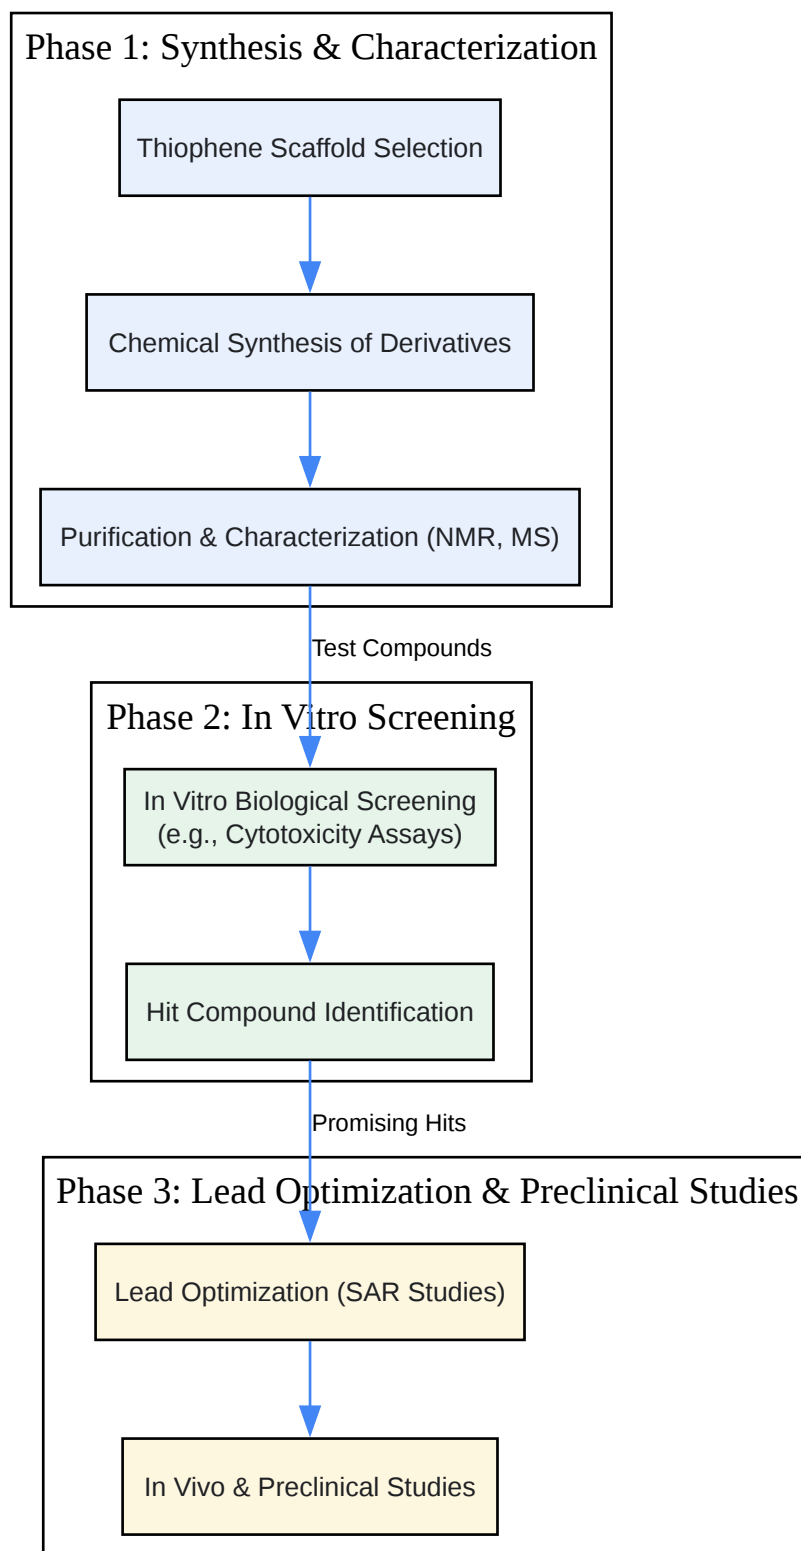 Phase 1: Synthesis & Characterization
Thiophene Scaffold Selection
Chemical Synthesis of Derivatives
Purification & Characterization (NMR, MS)
Test Compounds
Phase 2: In Vitro Screening
In Vitro Biological Screening
(e.g., Cytotoxicity Assays)
Hit Compound Identification
Promising Hits
Phase 3: Lead Optimization & Preclinical Studies
Lead Optimization (SAR Studies)
In Vivo & Preclinical Studies